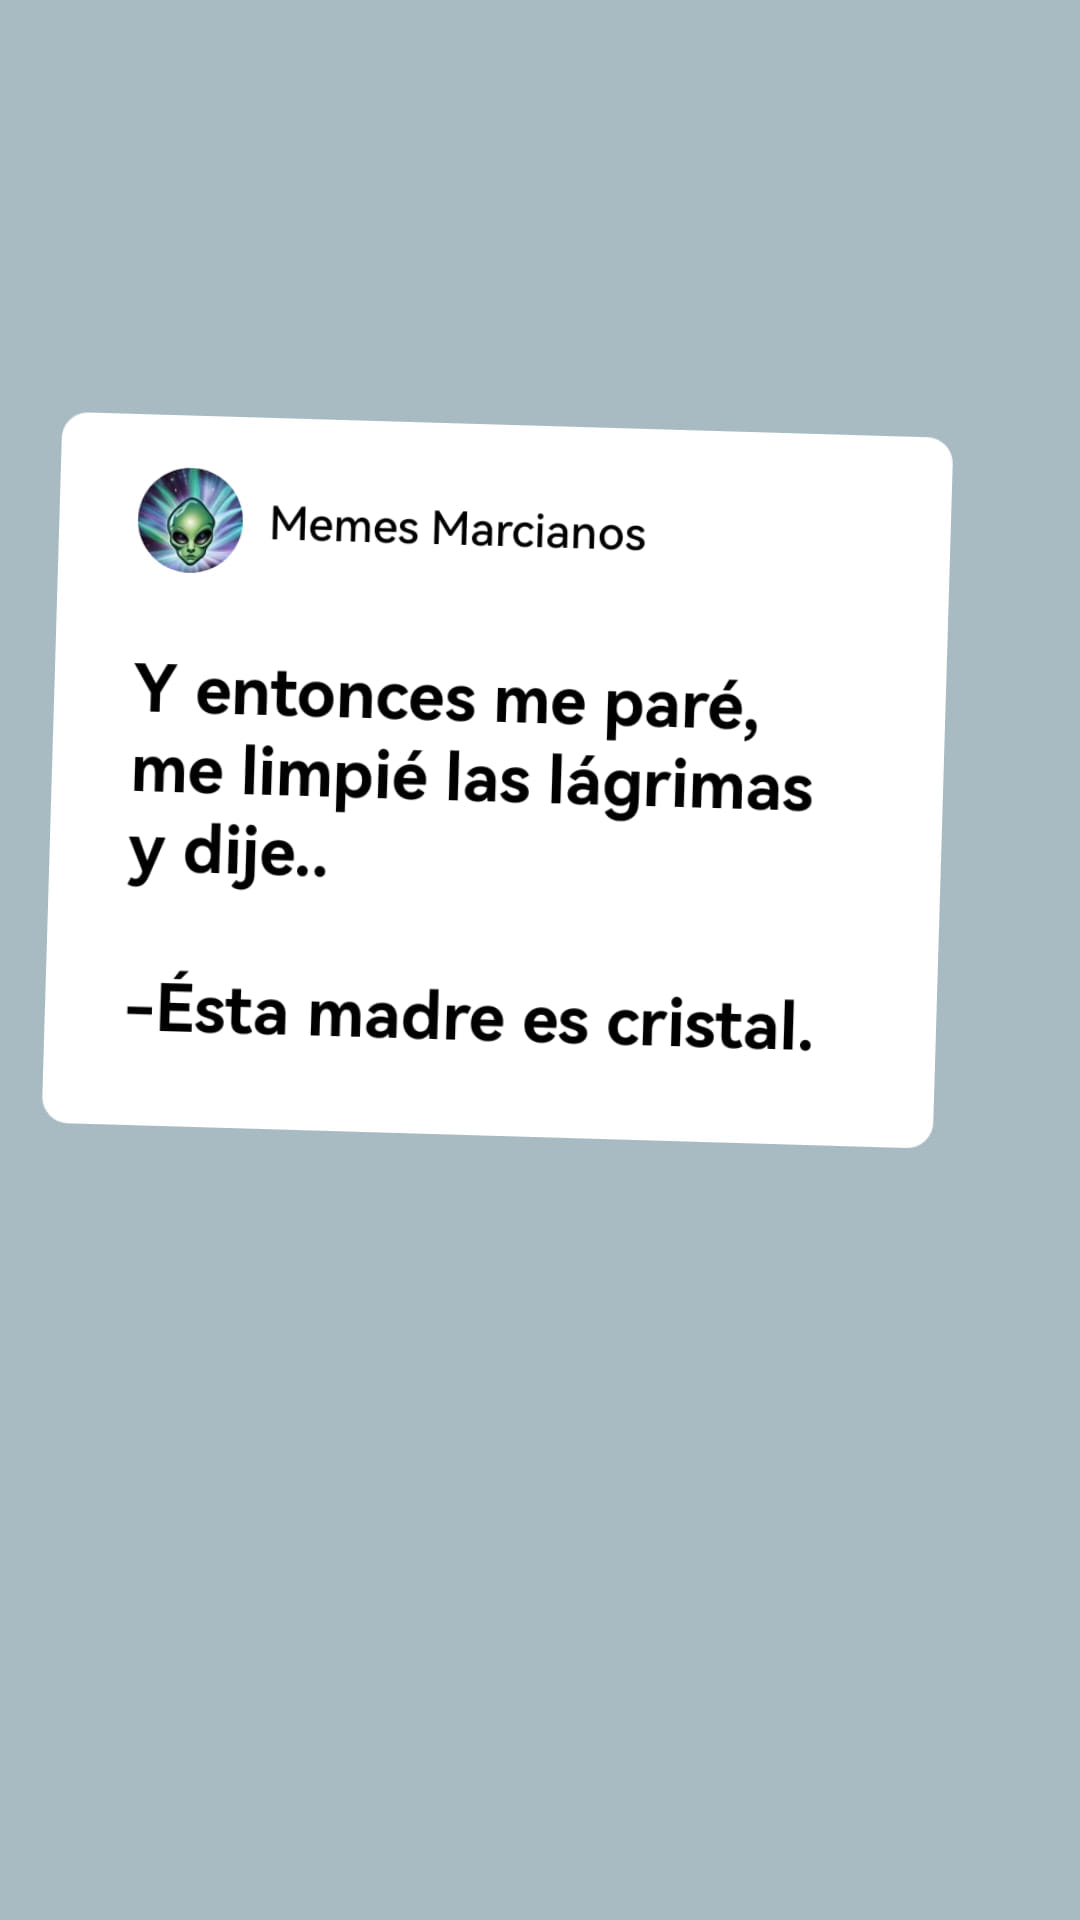 Memes Marcianos
Y entonces me paré,
me limpié las lágrimas
y dije..
-Ésta madre es cristal.